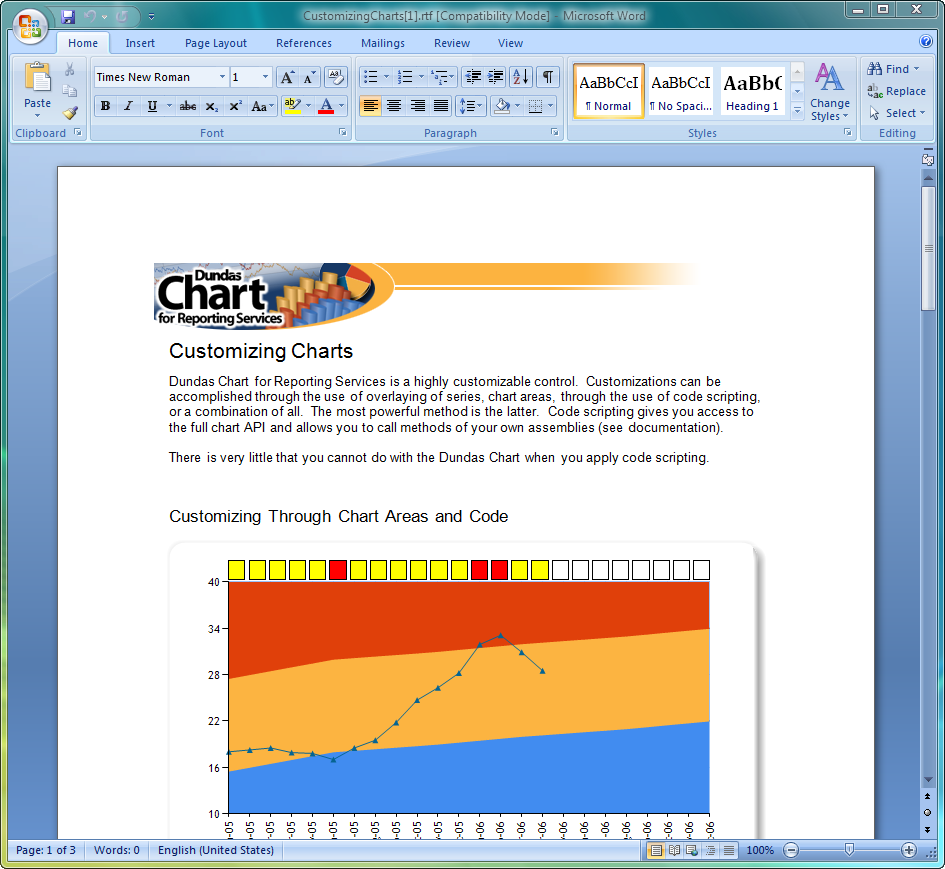 CustomizingCharts[1].rtf [Compatibility Mode] - Microsoft Word
Home Insert Page Layout References Mailings Review View
Paste
Clipboard
Times New Roman 1
B I U abc X₂ X² Aa
Font
Paragraph
AaBbCcI AaBbCcI AaBbC
¶ Normal ¶ No Spaci... Heading 1
Change Styles
Styles
Find
Replace
Select
Editing
Dundas
Chart
for Reporting Services
Customizing Charts
Dundas Chart for Reporting Services is a highly customizable control. Customizations can be
accomplished through the use of overlaying of series, chart areas, through the use of code scripting,
or a combination of all. The most powerful method is the latter. Code scripting gives you access to
the full chart API and allows you to call methods of your own assemblies (see documentation).
There is very little that you cannot do with the Dundas Chart when you apply code scripting.
Customizing Through Chart Areas and Code
40
34
28
22
16
10
Page: 1 of 3 Words: 0 English (United States) 100%